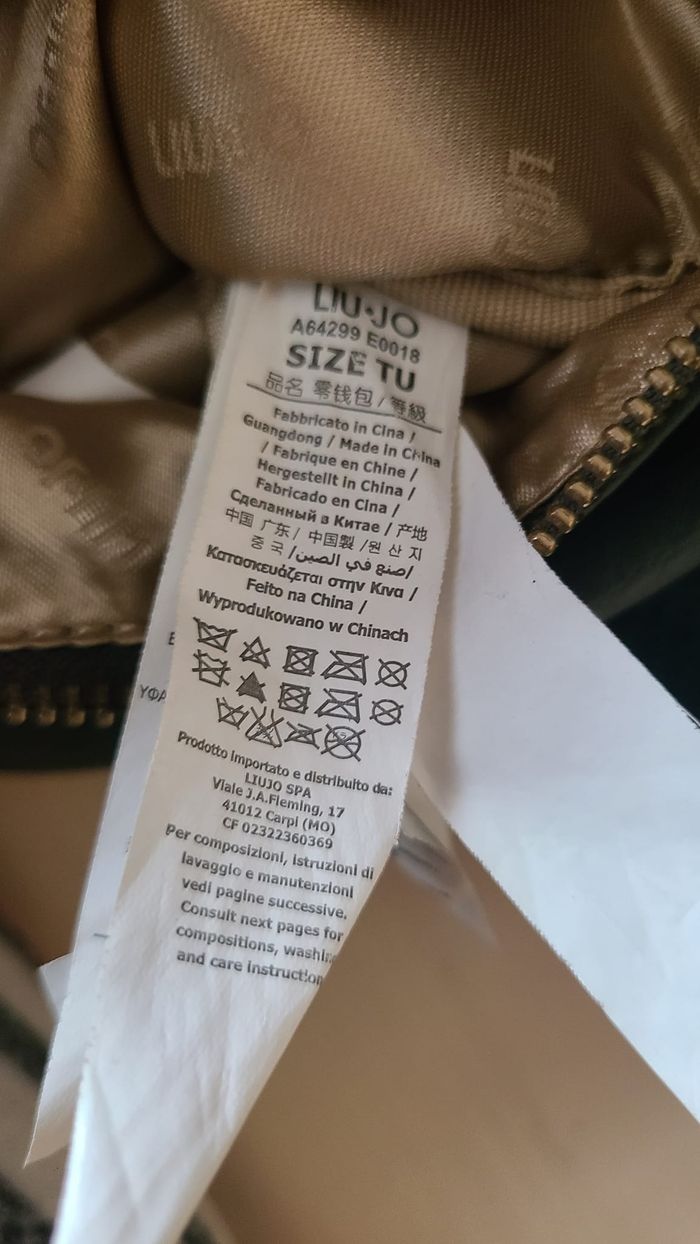 LIU·JO
A64299 E0018
SIZE TU
品名 零钱包 / 等級
Fabbricato in Cina /
Guangdong / Made in China
/ Fabrique en Chine /
Hergestellt in China /
Fabricado en Cina /
Сделанный в Китае / 产地
中国 广东/ 中国製 /원 산 지
중 국 /صنع في الصين/
Κατασκευάζεται στην Κινα /
Feito na China /
Wyprodukowano w Chinach
Prodotto importato e distribuito da:
LIUJO SPA
Viale J.A.Fleming, 17
41012 Carpi (MO)
CF 02322360369
Per composizioni, istruzioni di
lavaggio e manutenzioni
vedi pagine successive.
Consult next pages for
compositions,
and care instruction